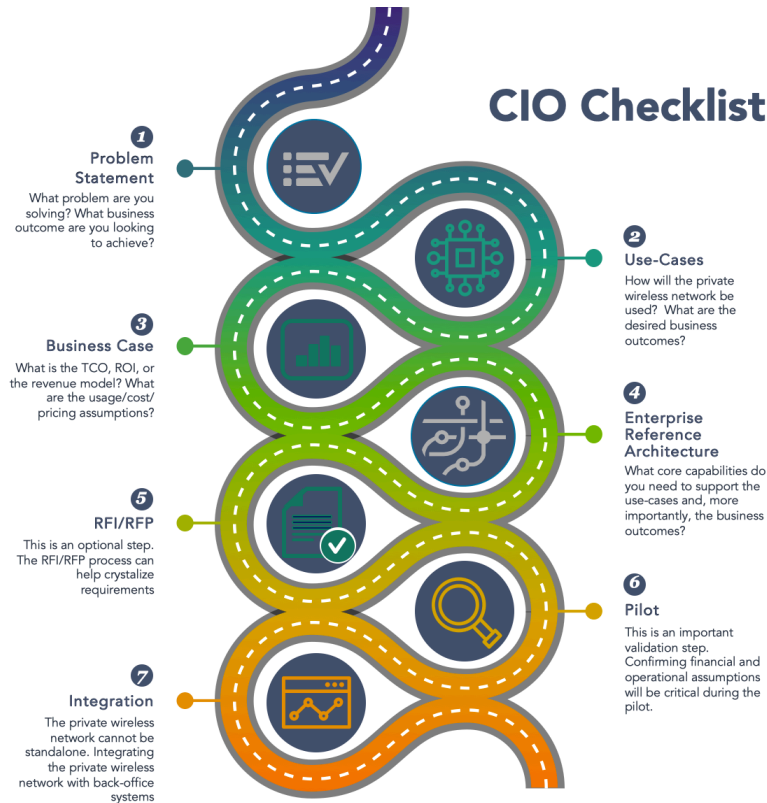 CIO Checklist
1
Problem
Statement
What problem are you
solving? What business
outcome are you looking
to achieve?
2
Use-Cases
How will the private
wireless network be
used?  What are the
desired business
outcomes?
3
Business Case
What is the TCO, ROI, or
the revenue model? What
are the usage/cost/
pricing assumptions?
4
Enterprise
Reference
Architecture
What core capabilities do
you need to support the
use-cases and, more
importantly, the business
outcomes?
5
RFI/RFP
This is an optional step.
The RFI/RFP process can
help crystalize
requirements
6
Pilot
This is an important
validation step.
Confirming financial and
operational assumptions
will be critical during the
pilot.
7
Integration
The private wireless
network cannot be
standalone. Integrating
the private wireless
network with back-office
systems